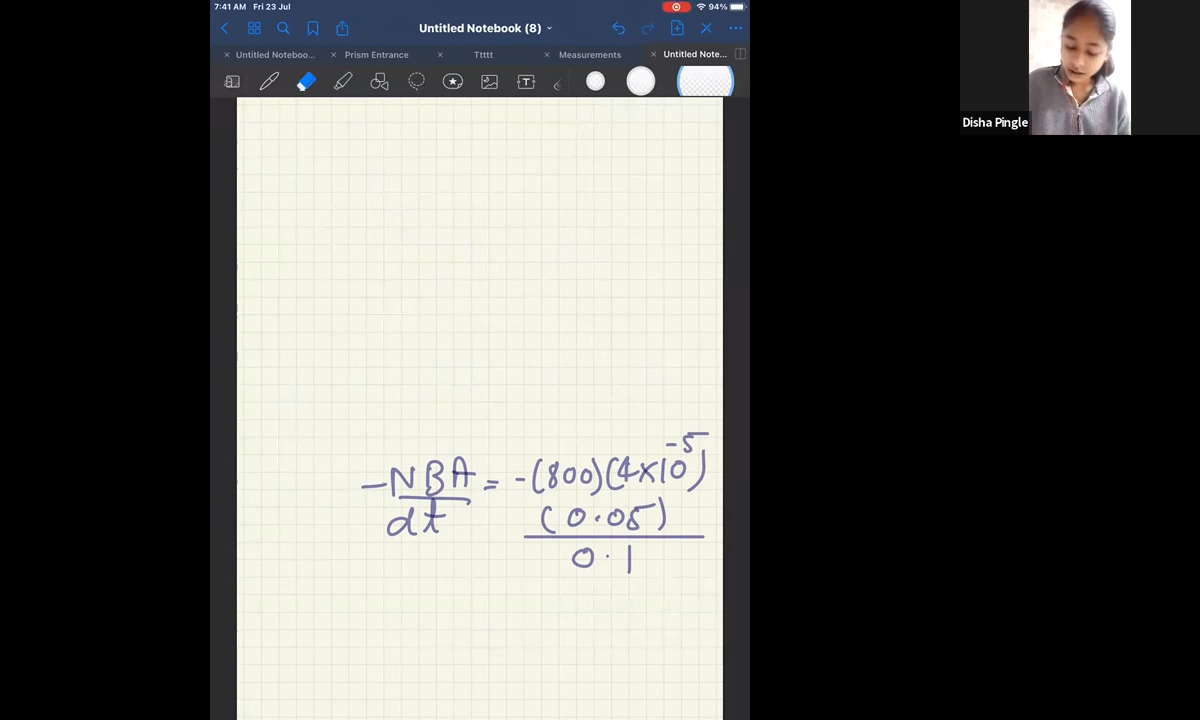 7:41 AM Fri 23 Jul
94%
Untitled Notebook (8)
Untitled Noteboo...
Prism Entrance
Ttttt
Measurements
Untitled Note...
T
Disha Pingle
-NBA/dt = -(800)(4×10⁻⁵)
(0.05)
0.1